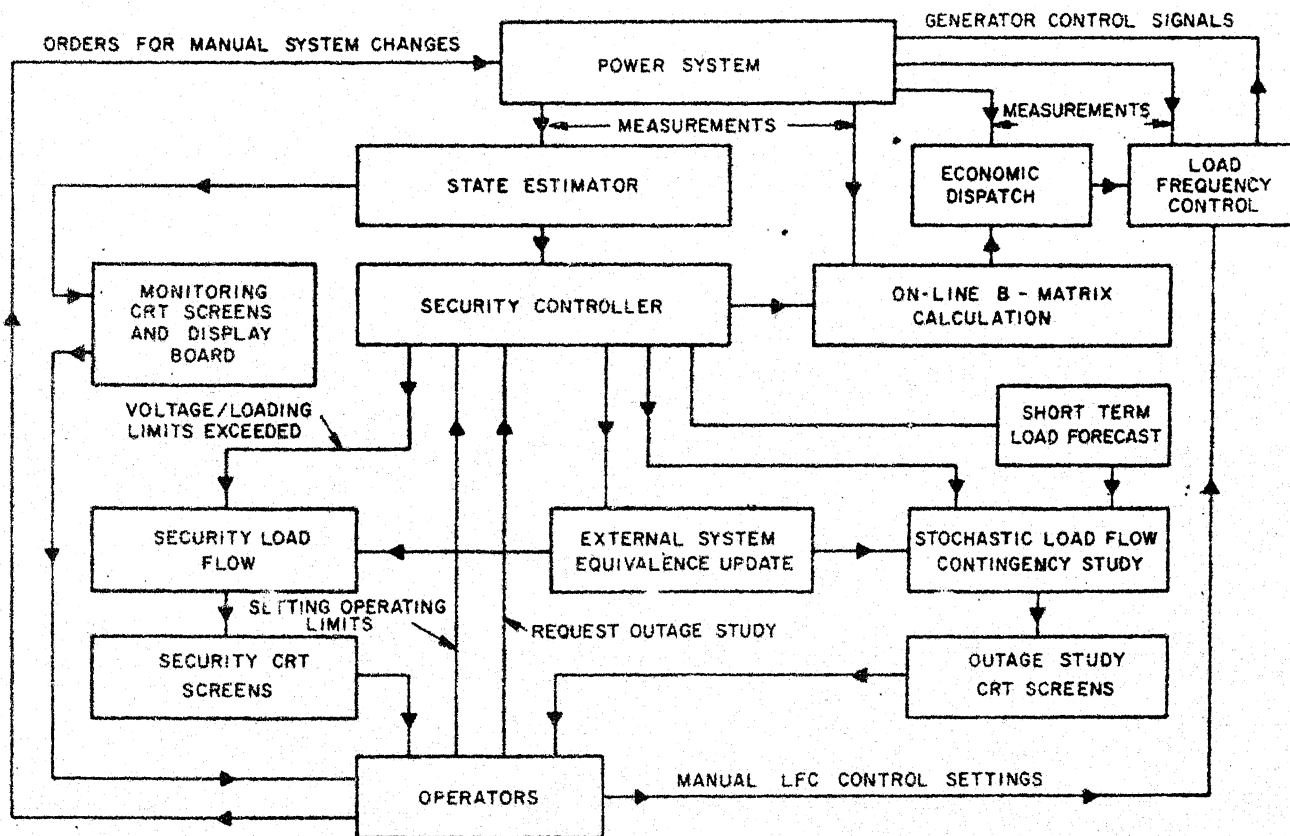 GENERATOR CONTROL SIGNALS
ORDERS FOR MANUAL SYSTEM CHANGES
POWER SYSTEM
MEASUREMENTS
MEASUREMENTS
STATE ESTIMATOR
ECONOMIC
DISPATCH
LOAD
FREQUENCY
CONTROL
MONITORING
CRT SCREENS
AND DISPLAY
BOARD
SECURITY CONTROLLER
ON-LINE B - MATRIX
CALCULATION
VOLTAGE/LOADING
LIMITS EXCEEDED
SHORT TERM
LOAD FORECAST
SECURITY LOAD
FLOW
EXTERNAL SYSTEM
EQUIVALENCE UPDATE
STOCHASTIC LOAD FLOW
CONTINGENCY STUDY
SETTING OPERATING
LIMITS
REQUEST OUTAGE STUDY
SECURITY CRT
SCREENS
OUTAGE STUDY
CRT SCREENS
OPERATORS
MANUAL LFC CONTROL SETTINGS